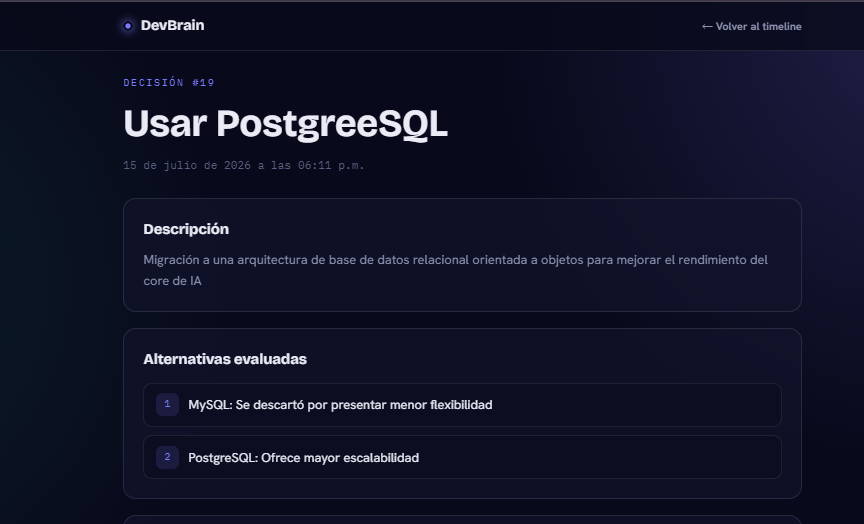 DevBrain
← Volver al timeline
DECISIÓN #19
Usar PostgreeSQL
15 de julio de 2026 a las 06:11 p.m.
Descripción
Migración a una arquitectura de base de datos relacional orientada a objetos para mejorar el rendimiento del
core de IA
Alternativas evaluadas
1 MySQL: Se descartó por presentar menor flexibilidad
2 PostgreSQL: Ofrece mayor escalabilidad